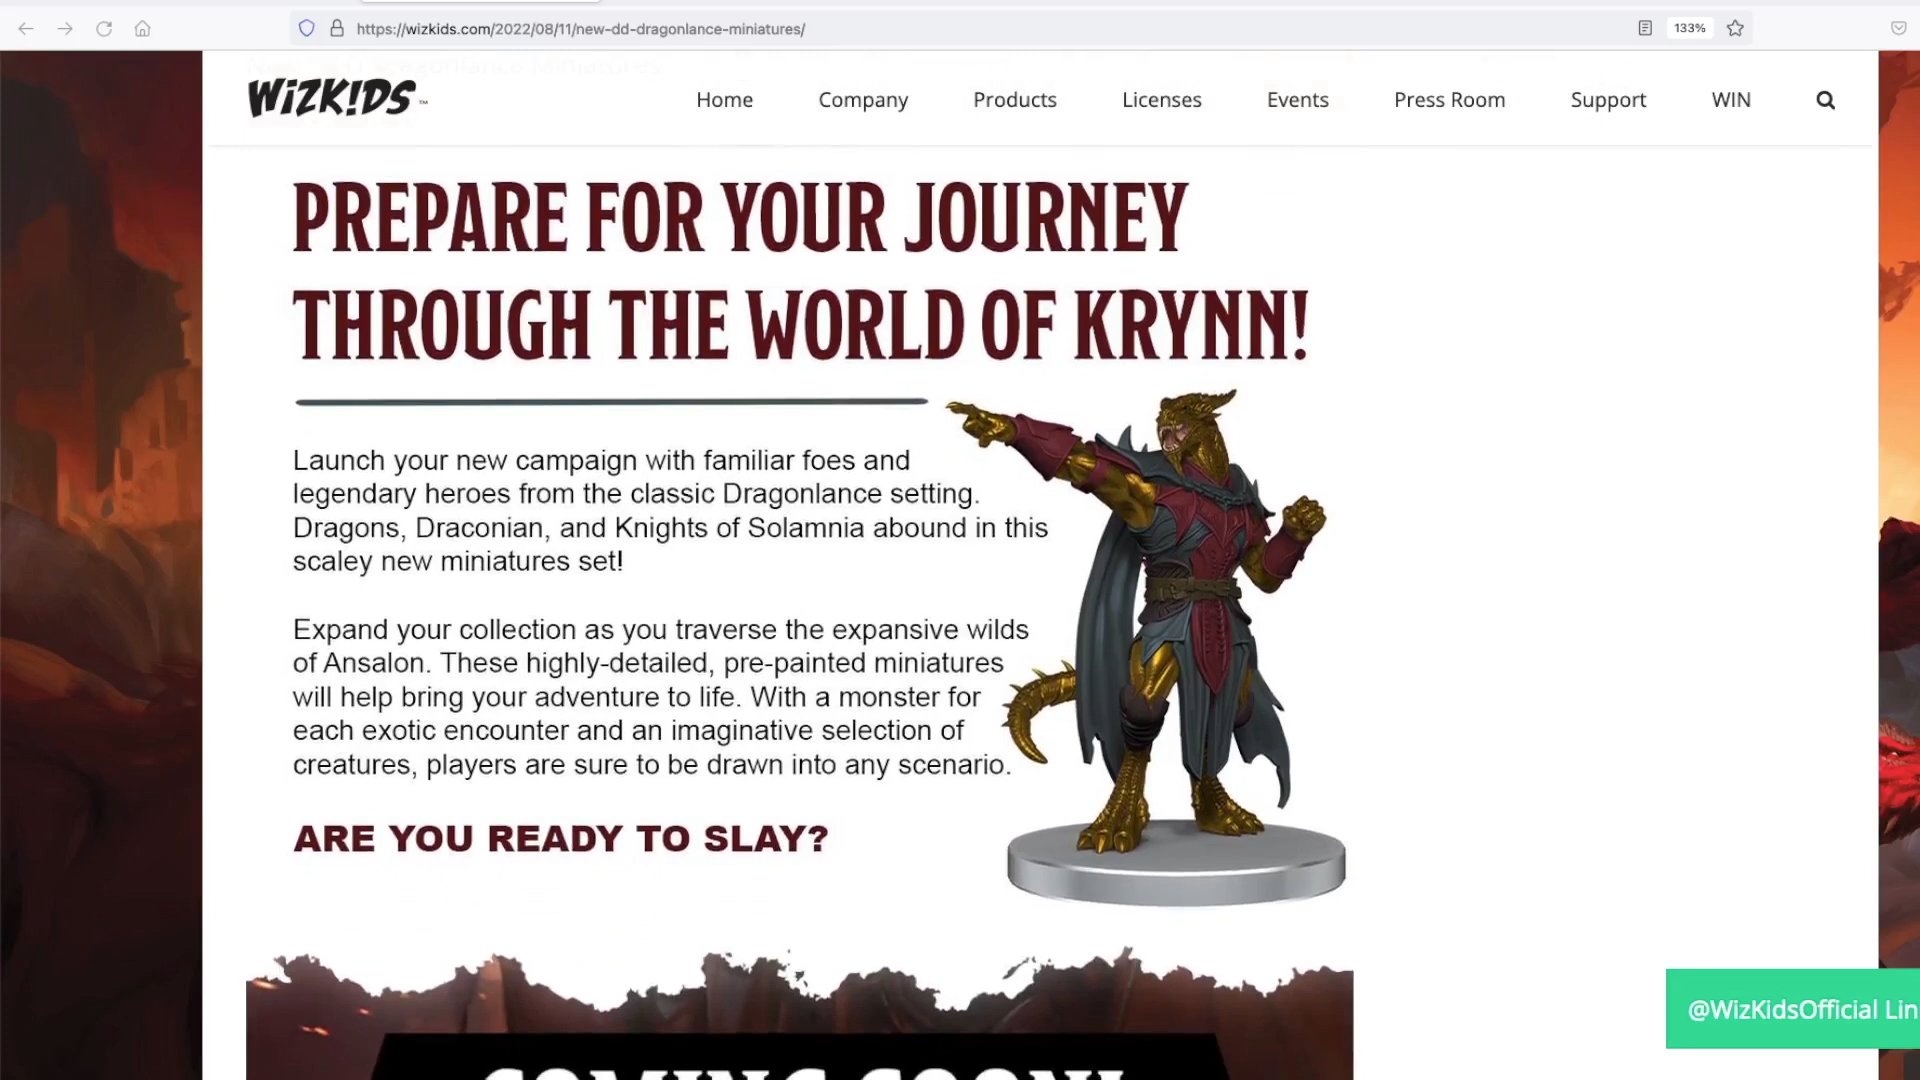 https://wizkids.com/2022/08/11/new-dd-dragonlance-miniatures/
133%
WiZK!DS™
Home Company Products Licenses Events Press Room Support WIN
PREPARE FOR YOUR JOURNEY
THROUGH THE WORLD OF KRYNN!
Launch your new campaign with familiar foes and
legendary heroes from the classic Dragonlance setting.
Dragons, Draconian, and Knights of Solamnia abound in this
scaley new miniatures set!
Expand your collection as you traverse the expansive wilds
of Ansalon. These highly-detailed, pre-painted miniatures
will help bring your adventure to life. With a monster for
each exotic encounter and an imaginative selection of
creatures, players are sure to be drawn into any scenario.
ARE YOU READY TO SLAY?
@WizKidsOfficial Lin
COMING SOON!